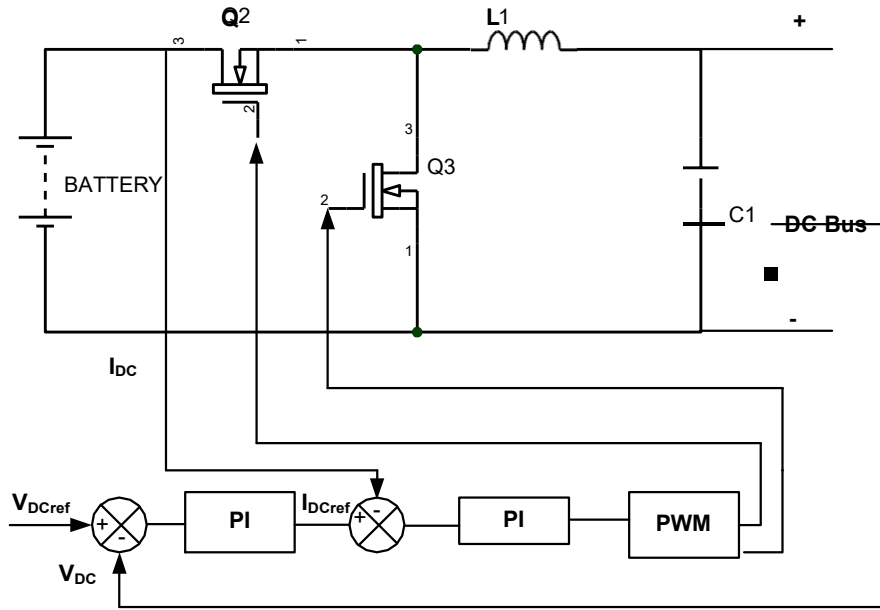 Q2
L1
+
3
1
2
BATTERY
3
Q3
2
1
C1
DC Bus
-
IDC
VDCref
+
-
PI
IDCref
+
-
PI
PWM
VDC